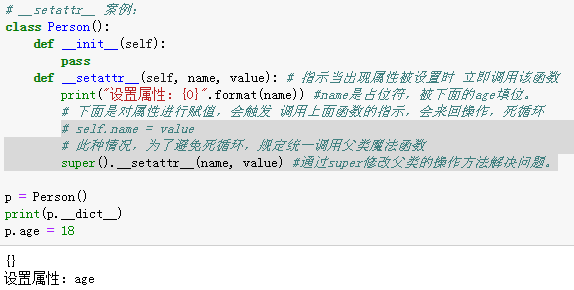 # __setattr__ 案例：
class Person():
    def __init__(self):
        pass
    def __setattr__(self, name, value): # 指示当出现属性被设置时 立即调用该函数
        print("设置属性：{0}".format(name)) #name是占位符，被下面的age填位。
        # 下面是对属性进行赋值，会触发 调用上面函数的指示，会来回操作，死循环
        # self.name = value
        # 此种情况，为了避免死循环，规定统一调用父类魔法函数
        super().__setattr__(name, value) #通过super修改父类的操作方法解决问题。
p = Person()
print(p.__dict__)
p.age = 18
{}
设置属性：age